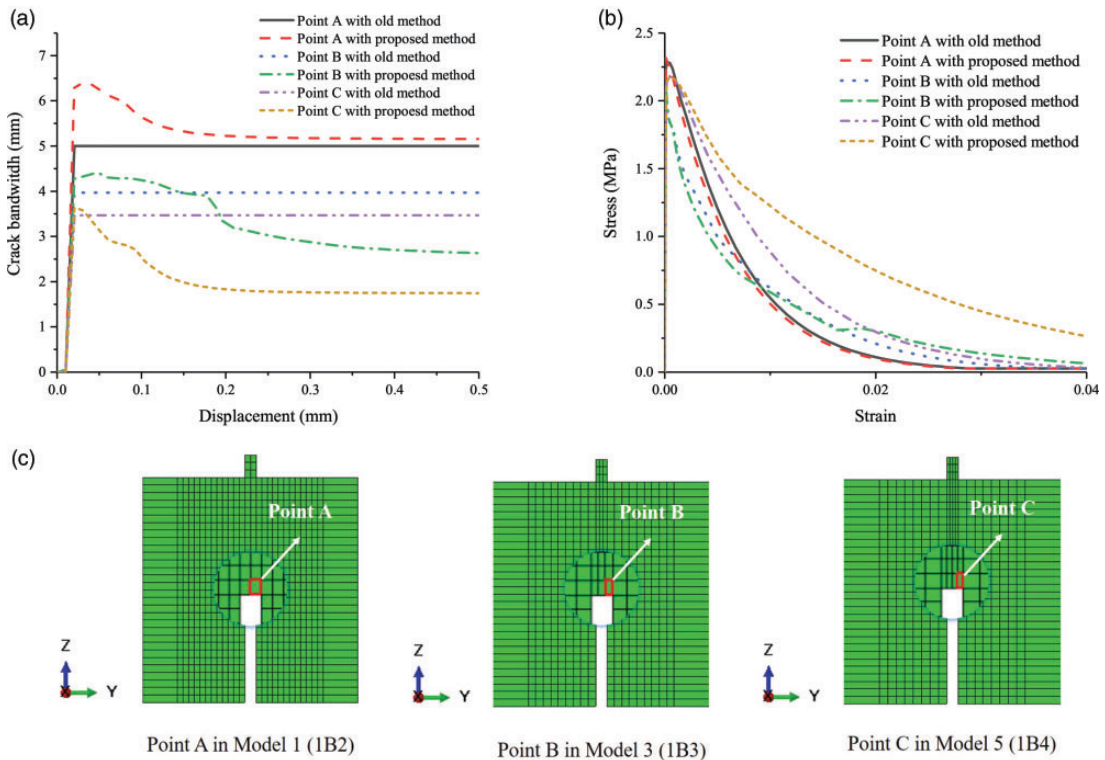 (a)
Point A with old method
Point A with proposed method
Point B with old method
Point B with propoesd method
Point C with old method
Point C with propoesd method
7
6
5
4
3
2
1
0
Crack bandwitdh (mm)
0.0 0.1 0.2 0.3 0.4 0.5
Displacement (mm)
(b)
Point A with old method
Point A with proposed method
Point B with old method
Point B with proposed method
Point C with old method
Point C with proposed method
2.5
2.0
1.5
1.0
0.5
0.0
Stress (MPa)
0.00 0.02 0.04
Strain
(c)
Point A
Z
X
Y
Point A in Model 1 (1B2)
Point B
Z
X
Y
Point B in Model 3 (1B3)
Point C
Z
X
Y
Point C in Model 5 (1B4)